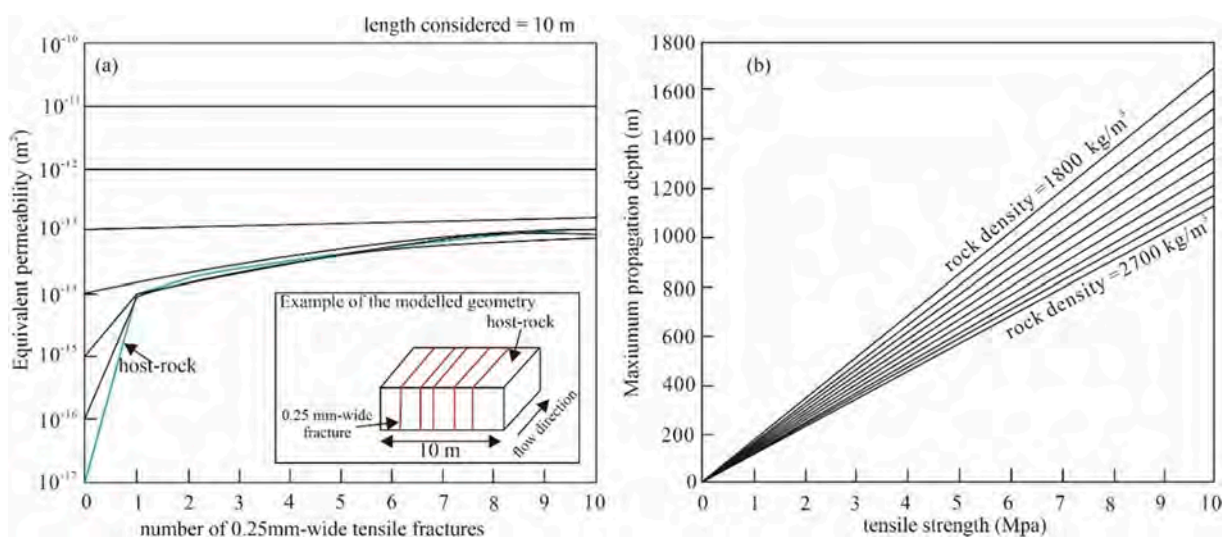 length considered = 10 m
(a)
Equivalent permeability (m²)
10⁻¹⁰
10⁻¹¹
10⁻¹²
10⁻¹³
10⁻¹⁴
10⁻¹⁵
10⁻¹⁶
10⁻¹⁷
host-rock
Example of the modelled geometry
host-rock
0.25 mm-wide
fracture
10 m
flow direction
0 1 2 3 4 5 6 7 8 9 10
number of 0.25mm-wide tensile fractures
(b)
Maxiumum propagation depth (m)
1800
1600
1400
1200
1000
800
600
400
200
0
rock density =1800 kg/m³
rock density =2700 kg/m³
0 1 2 3 4 5 6 7 8 9 10
tensile strength (Mpa)